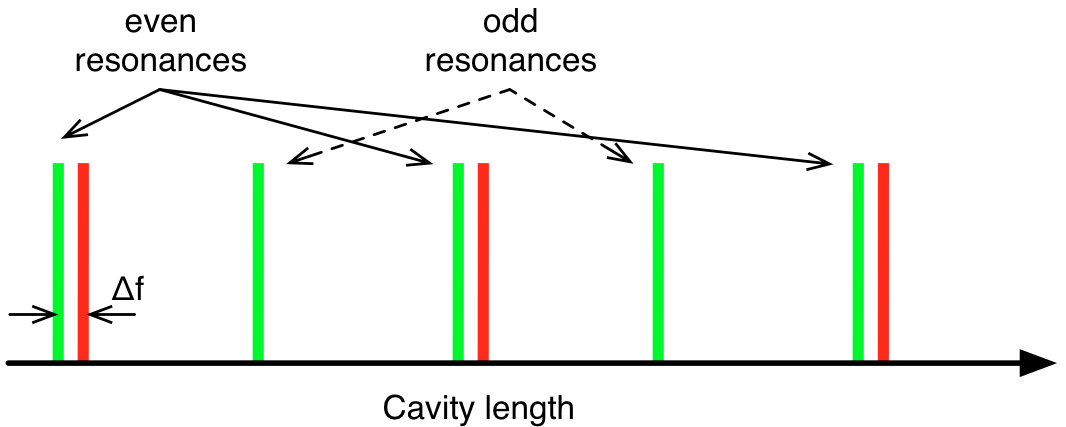 even
resonances
odd
resonances
Δf
Cavity length